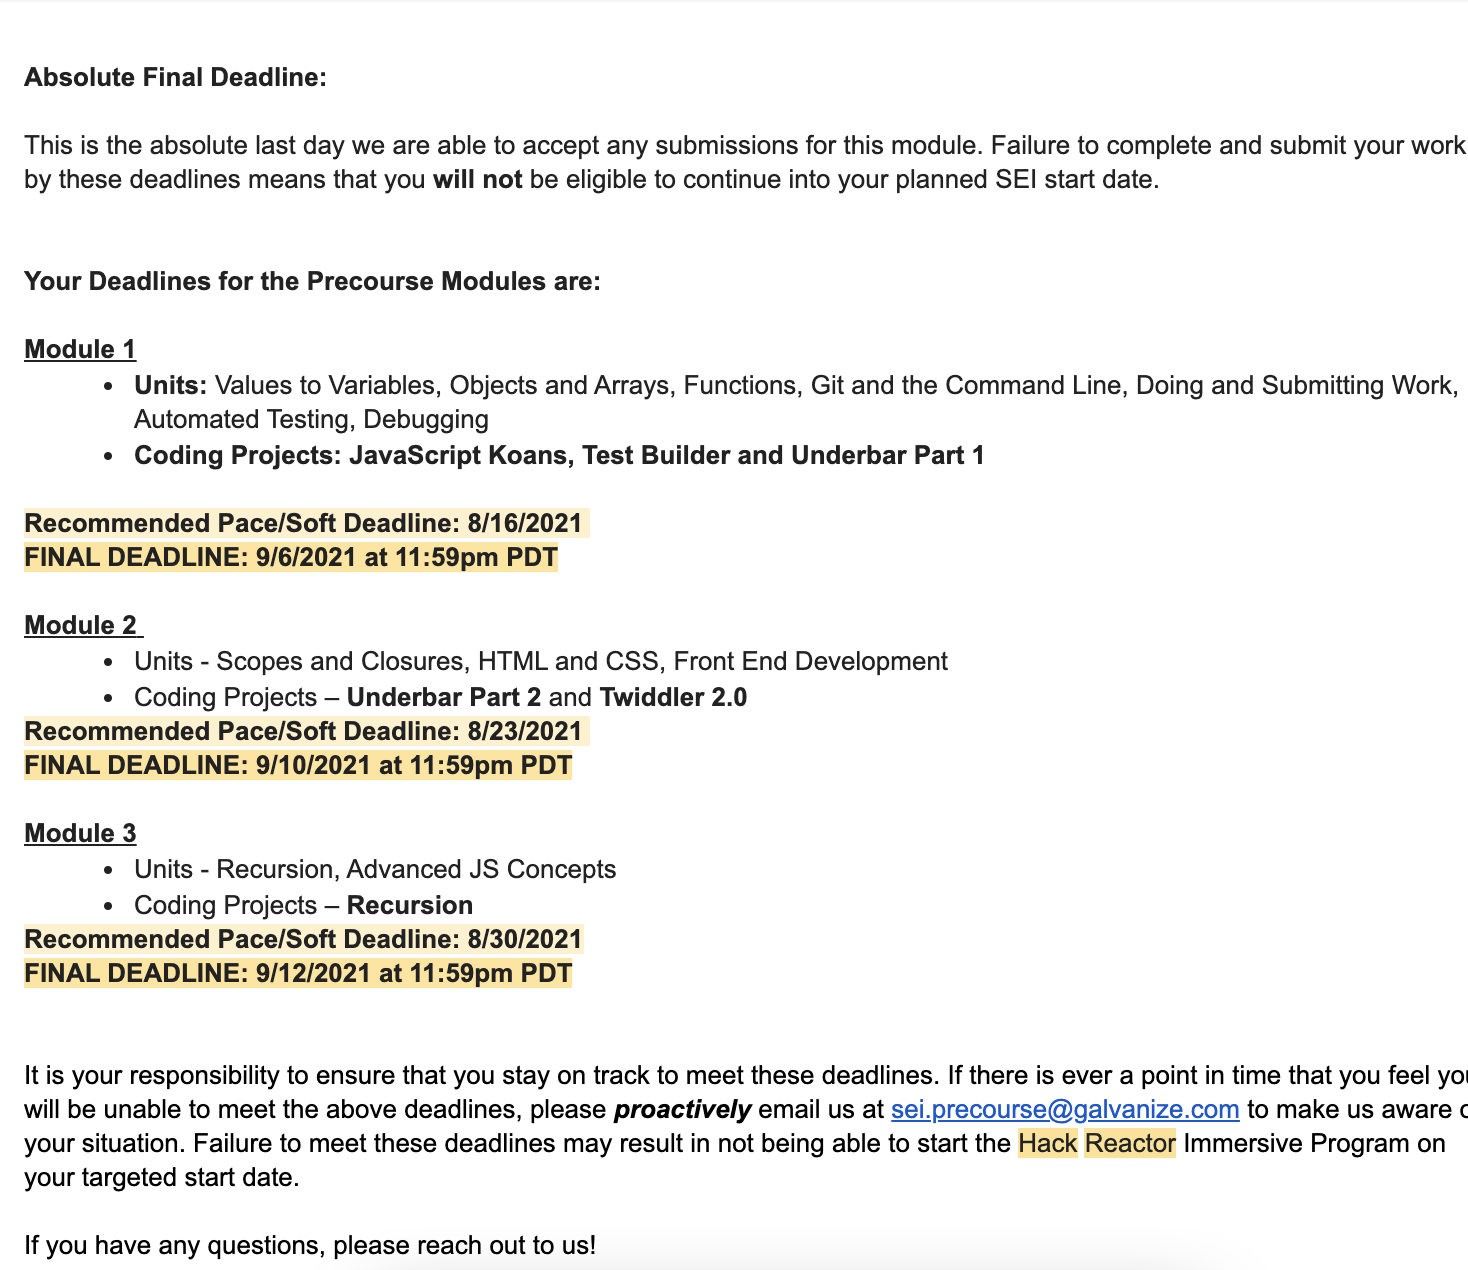 Absolute Final Deadline:
This is the absolute last day we are able to accept any submissions for this module. Failure to complete and submit your work
by these deadlines means that you will not be eligible to continue into your planned SEI start date.
Your Deadlines for the Precourse Modules are:
Module 1
• Units: Values to Variables, Objects and Arrays, Functions, Git and the Command Line, Doing and Submitting Work,
Automated Testing, Debugging
• Coding Projects: JavaScript Koans, Test Builder and Underbar Part 1
Recommended Pace/Soft Deadline: 8/16/2021
FINAL DEADLINE: 9/6/2021 at 11:59pm PDT
Module 2
• Units - Scopes and Closures, HTML and CSS, Front End Development
• Coding Projects – Underbar Part 2 and Twiddler 2.0
Recommended Pace/Soft Deadline: 8/23/2021
FINAL DEADLINE: 9/10/2021 at 11:59pm PDT
Module 3
• Units - Recursion, Advanced JS Concepts
• Coding Projects – Recursion
Recommended Pace/Soft Deadline: 8/30/2021
FINAL DEADLINE: 9/12/2021 at 11:59pm PDT
It is your responsibility to ensure that you stay on track to meet these deadlines. If there is ever a point in time that you feel
will be unable to meet the above deadlines, please proactively email us at sei.precourse@galvanize.com to make us aware
your situation. Failure to meet these deadlines may result in not being able to start the Hack Reactor Immersive Program on
your targeted start date.
If you have any questions, please reach out to us!